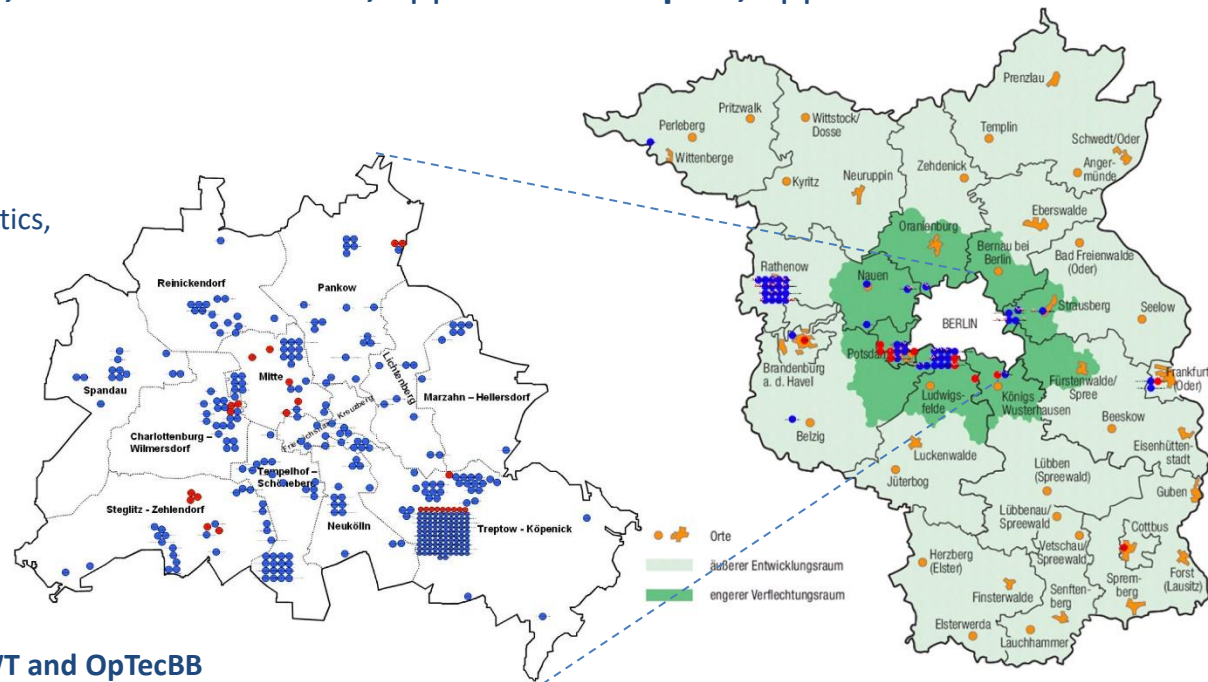 tics,
/T and OpTecBB
Reinickendorf
Pankow
Mitte
Spandau
Lichtenberg
Marzahn – Hellersdorf
Charlottenburg –
Wilmersdorf
Tempelhof –
Schöneberg
Steglitz - Zehlendorf
Neukölln
Treptow - Köpenick
Prenzlau
Pritzwalk
Wittstock/
Dosse
Perleberg
Templin
Schwedt/Oder
Wittenberge
Zehdenick
Anger-
münde
Kyritz
Neuruppin
Eberswalde
Oranienburg
Bernau bei
Berlin
Bad Freienwalde
(Oder)
Rathenow
Nauen
Strausberg
Seelow
BERLIN
Potsdam
Brandenburg
a. d. Havel
Frankfurt
(Oder)
Fürstenwalde/
Spree
Ludwigs-
felde
Königs
Wusterhausen
Beeskow
Belzig
Eisenhütten-
stadt
Luckenwalde
Jüterbog
Lübben
(Spreewald)
Guben
Lübbenau/
Spreewald
Cottbus
Vetschau/
Spreewald
Forst
(Lausitz)
Herzberg
(Elster)
Sprem-
berg
Finsterwalde
Senften-
berg
Elsterwerda
Lauchhammer
Orte
äußerer Entwicklungsraum
engerer Verflechtungsraum